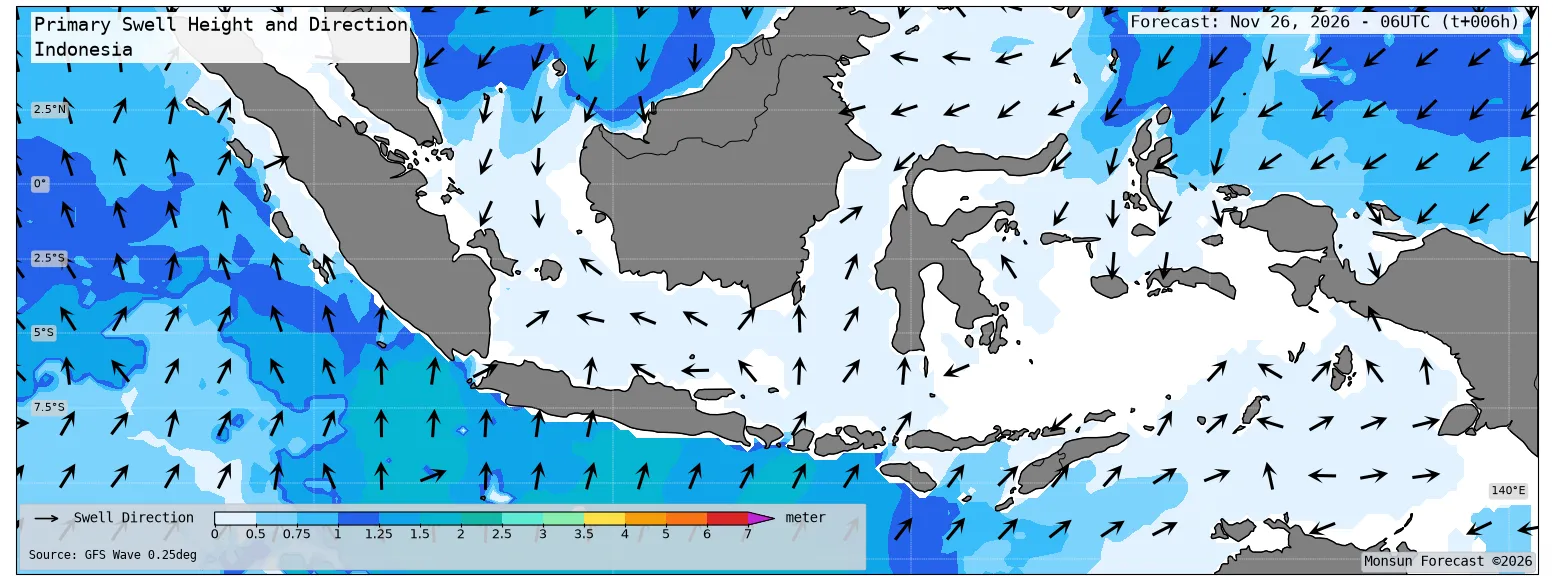 Primary Swell Height and Direction
Indonesia
Forecast: Nov 26, 2026 - 06UTC (t+006h)
2.5°N
0°
2.5°S
5°S
7.5°S
140°E
Swell Direction
0 0.5 0.75 1 1.25 1.5 2 2.5 3 3.5 4 5 6 7
meter
Source: GFS Wave 0.25deg
Monsun Forecast ©2026